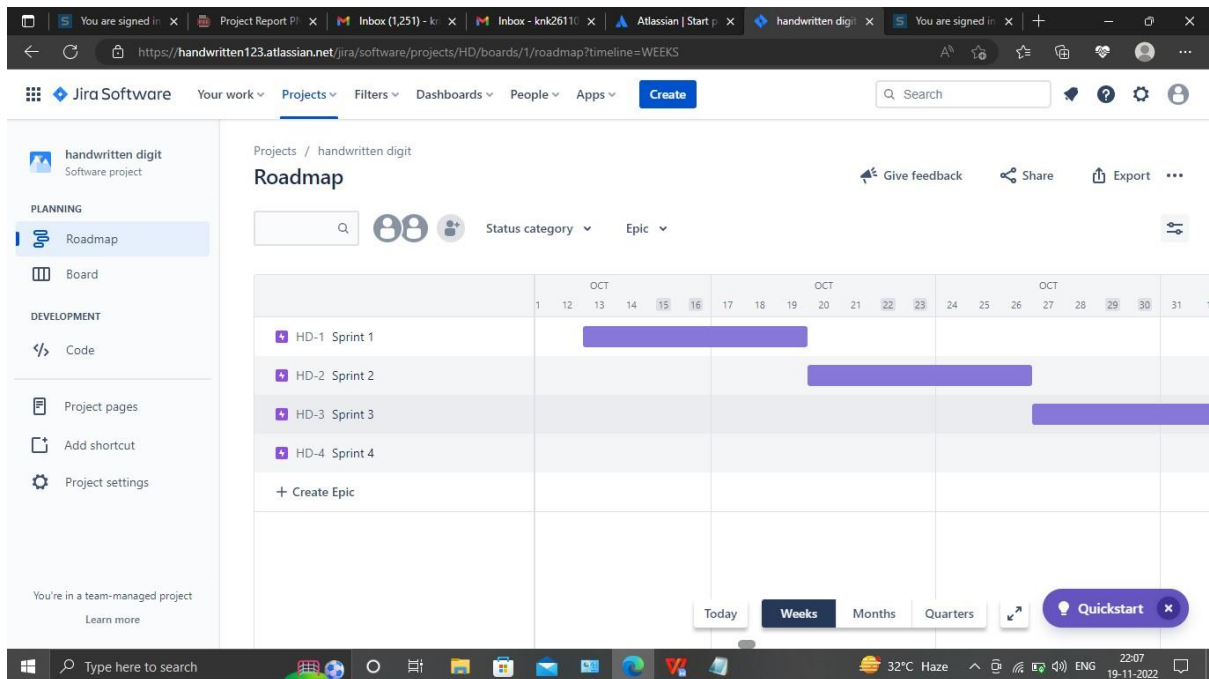 You are signed in
Project Report P
Inbox (1,251) - k
Inbox - knk26110
Atlassian | Start p
handwritten digit
You are signed in
https://handwritten123.atlassian.net/jira/software/projects/HD/boards/1/roadmap?timeline=WEEKS
Jira Software Your work Projects Filters Dashboards People Apps Create Search
handwritten digit
Software project
PLANNING
Roadmap
Board
DEVELOPMENT
Code
Project pages
Add shortcut
Project settings
You're in a team-managed project
Learn more
Projects / handwritten digit
Roadmap
Give feedback Share Export
Status category Epic
OCT OCT OCT
1 12 13 14 15 16 17 18 19 20 21 22 23 24 25 26 27 28 29 30 31
HD-1 Sprint 1
HD-2 Sprint 2
HD-3 Sprint 3
HD-4 Sprint 4
+ Create Epic
Today Weeks Months Quarters
Quickstart
Type here to search
32°C Haze ENG
22:07
19-11-2022